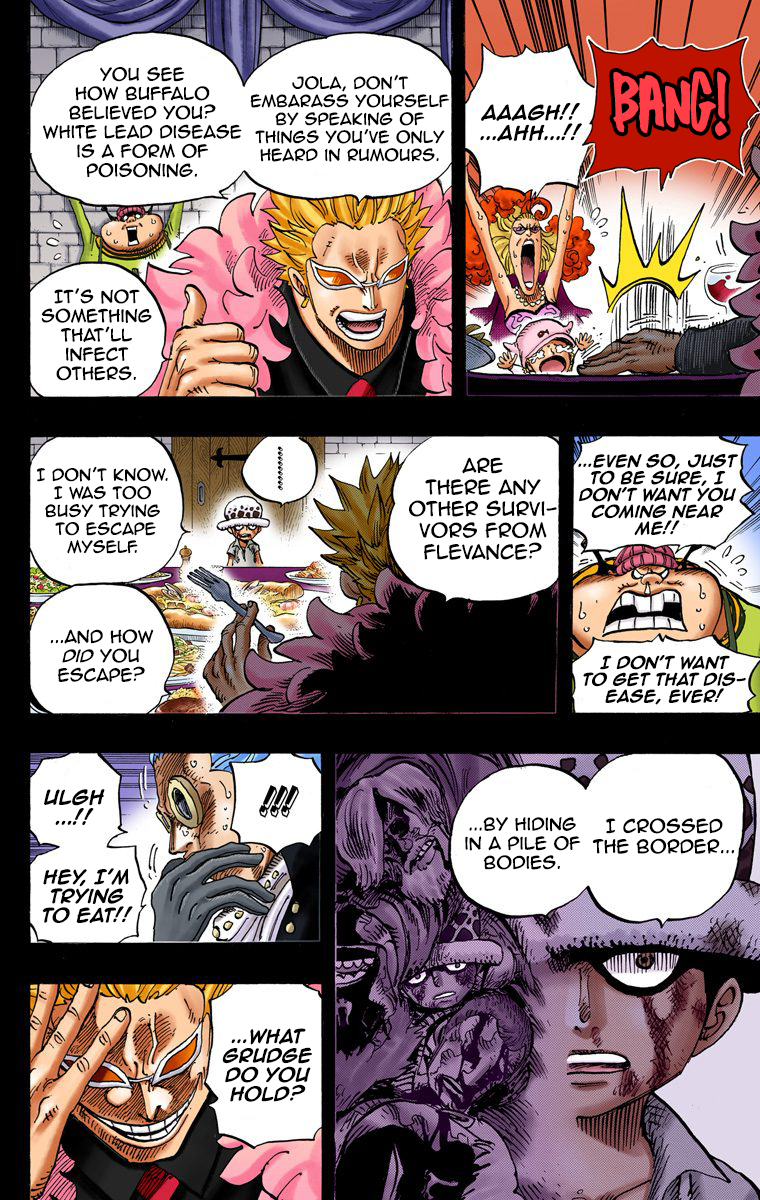 BANG!
AAAGH!!
...AHH...!!
JOLA, DON'T
EMBARASS YOURSELF
BY SPEAKING OF
THINGS YOU'VE ONLY
HEARD IN RUMOURS.
YOU SEE
HOW BUFFALO
BELIEVED YOU?
WHITE LEAD DISEASE
IS A FORM OF
POISONING.
IT'S NOT
SOMETHING
THAT'LL
INFECT
OTHERS.
...EVEN SO, JUST
TO BE SURE, I
DON'T WANT YOU
COMING NEAR
ME!!
I DON'T WANT
TO GET THAT DIS-
EASE, EVER!
ARE
THERE ANY
OTHER SURVI-
VORS FROM
FLEVANCE?
.........
I DON'T KNOW.
I WAS TOO
BUSY TRYING
TO ESCAPE
MYSELF.
...AND HOW
DID YOU
ESCAPE?
I CROSSED
THE BORDER...
...BY HIDING
IN A PILE OF
BODIES.
!!!
ULGH
...!!
HEY, I'M
TRYING
TO EAT!!
...WHAT
GRUDGE
DO YOU
HOLD?